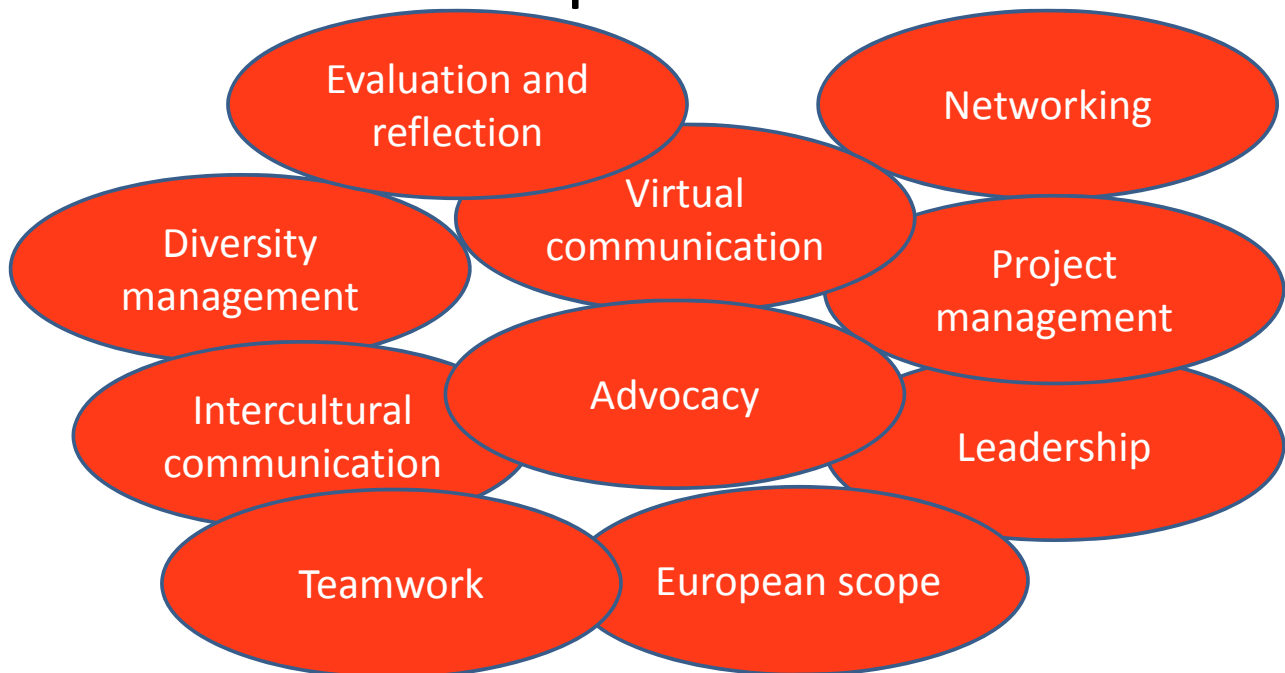 Evaluation and
reflection
Networking
Virtual
communication
Diversity
management
Project
management
Advocacy
Intercultural
communication
Leadership
Teamwork
European scope